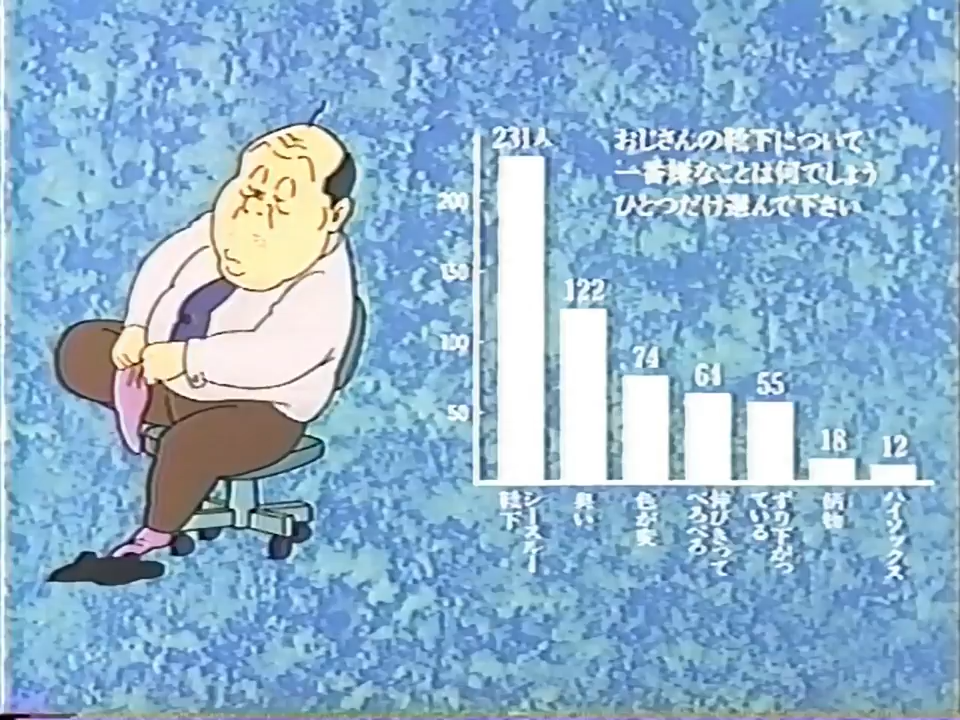 おじさんの靴下について
一番嫌なことは何でしょう
ひとつだけ選んで下さい
231人
200
150
100
50
122
74
64
55
18
12
シースルー
靴下
臭い
色が変
伸びきって
べろべろ
ずり下がっ
ている
柄物
ハイソックス